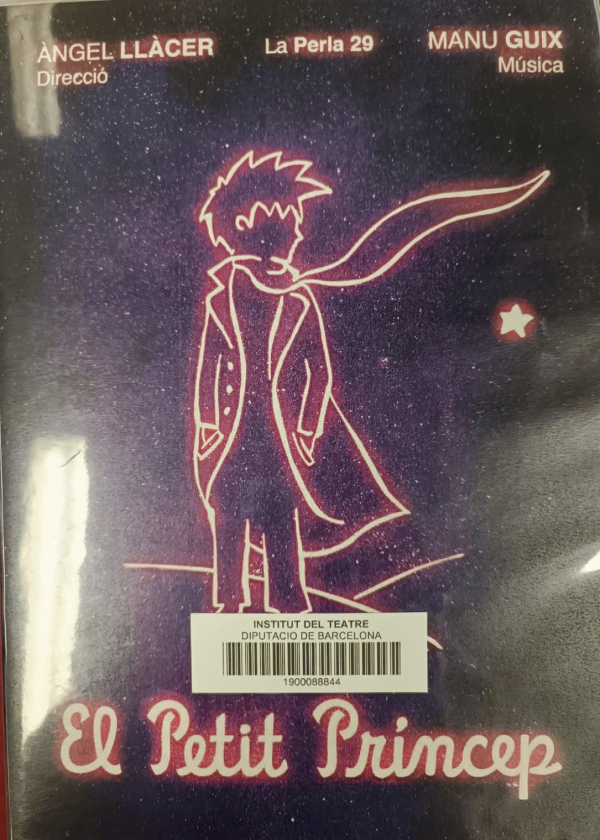 ÀNGEL LLÀCER
Direcció
La Perla 29
MANU GUIX
Música
INSTITUT DEL TEATRE
DIPUTACIO DE BARCELONA
1900088844
El Petit Príncep